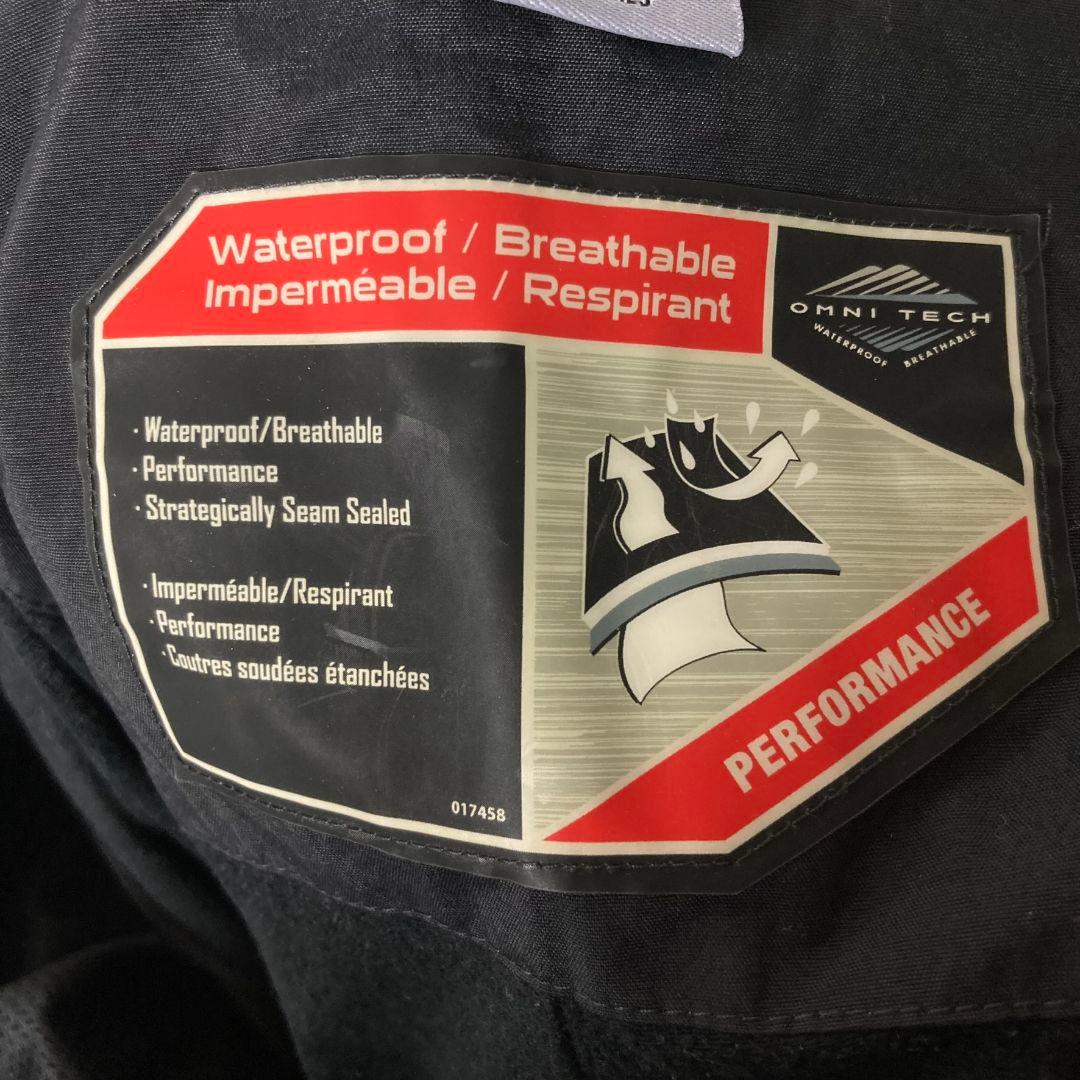 Waterproof / Breathable
Imperméable / Respirant
OMNI TECH
WATERPROOF BREATHABLE
· Waterproof/Breathable
· Performance
· Strategically Seam Sealed
· Imperméable/Respirant
· Performance
· Coutres soudées étanchées
017458
PERFORMANCE